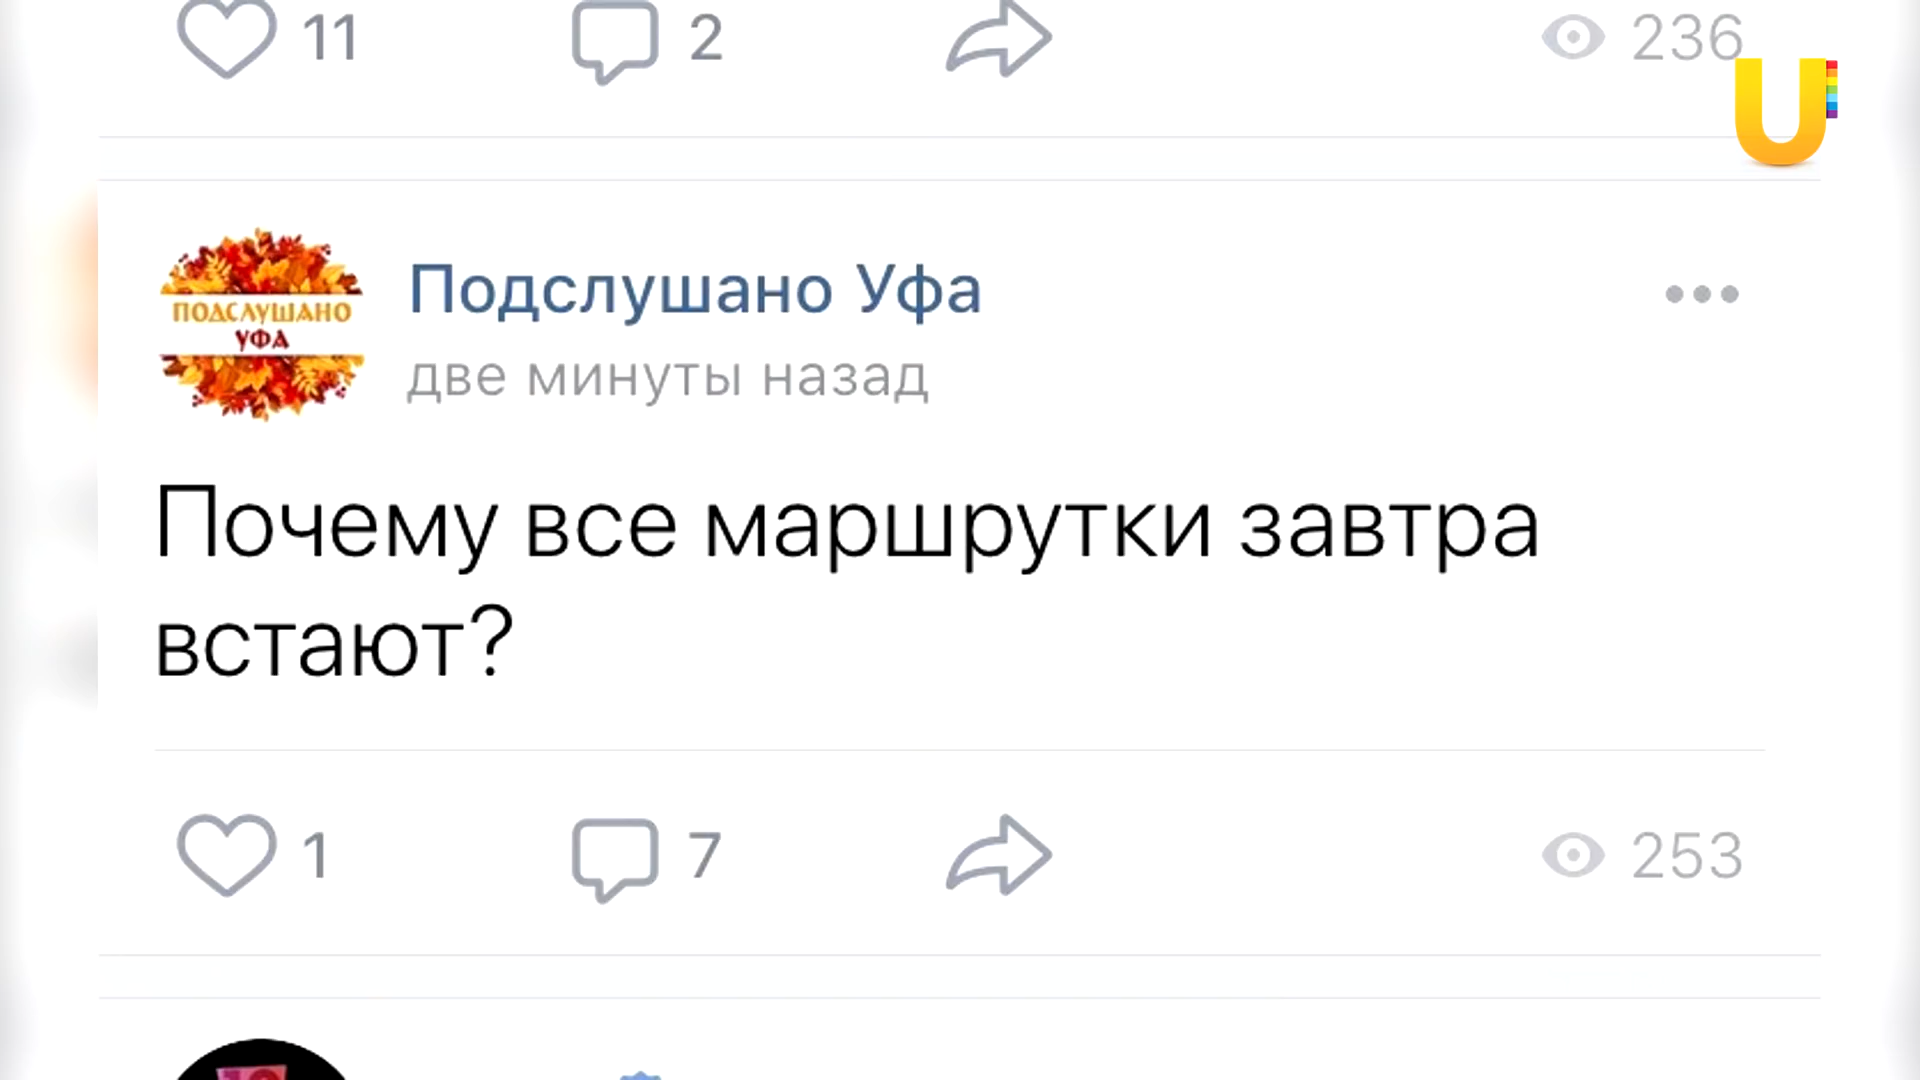 11 2 236
U
ПОДСЛУШАНО
УФА
Подслушано Уфа
две минуты назад
Почему все маршрутки завтра
встают?
1 7 253